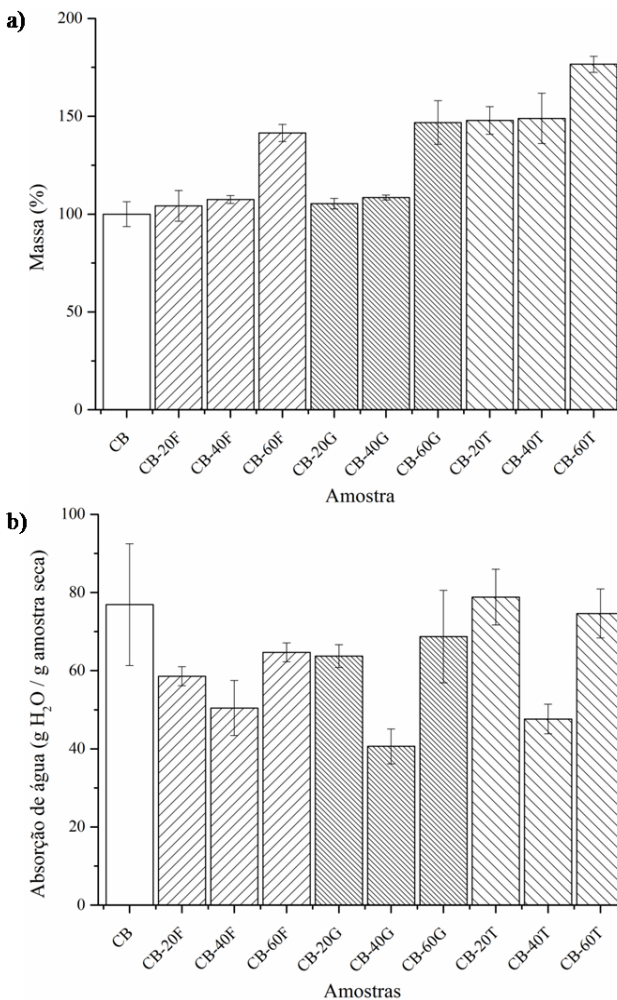 a)
200
150
100
50
0
Massa (%)
CB
CB-20F
CB-40F
CB-60F
CB-20G
CB-40G
CB-60G
CB-20T
CB-40T
CB-60T
Amostra
b)
100
80
60
40
20
0
Absorção de água (g H₂O / g amostra seca)
CB
CB-20F
CB-40F
CB-60F
CB-20G
CB-40G
CB-60G
CB-20T
CB-40T
CB-60T
Amostras